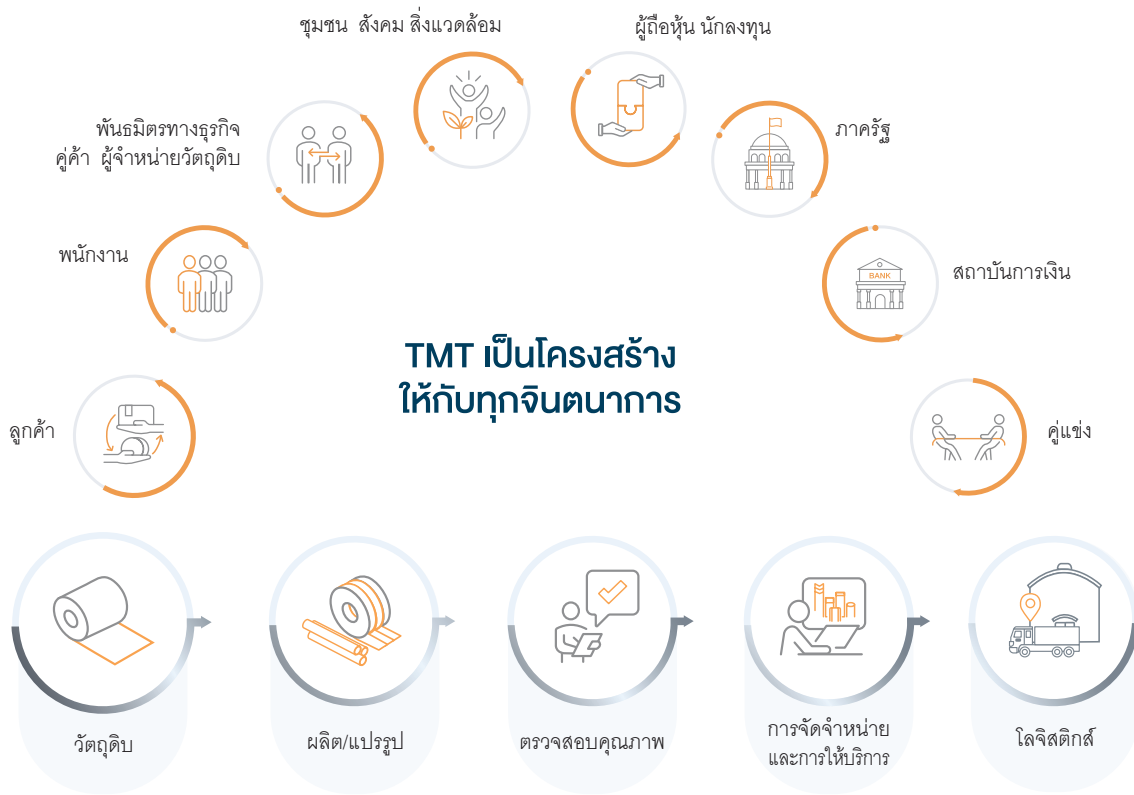 ชุมชน สังคม สิ่งแวดล้อม
ผู้ถือหุ้น นักลงทุน
พันธมิตรทางธุรกิจ
คู่ค้า ผู้จำหน่ายวัตถุดิบ
ภาครัฐ
พนักงาน
สถาบันการเงิน
BANK
TMT เป็นโครงสร้าง
ให้กับทุกจินตนาการ
ลูกค้า
คู่แข่ง
วัตถุดิบ
ผลิต/แปรรูป
ตรวจสอบคุณภาพ
การจัดจำหน่าย
และการให้บริการ
โลจิสติกส์